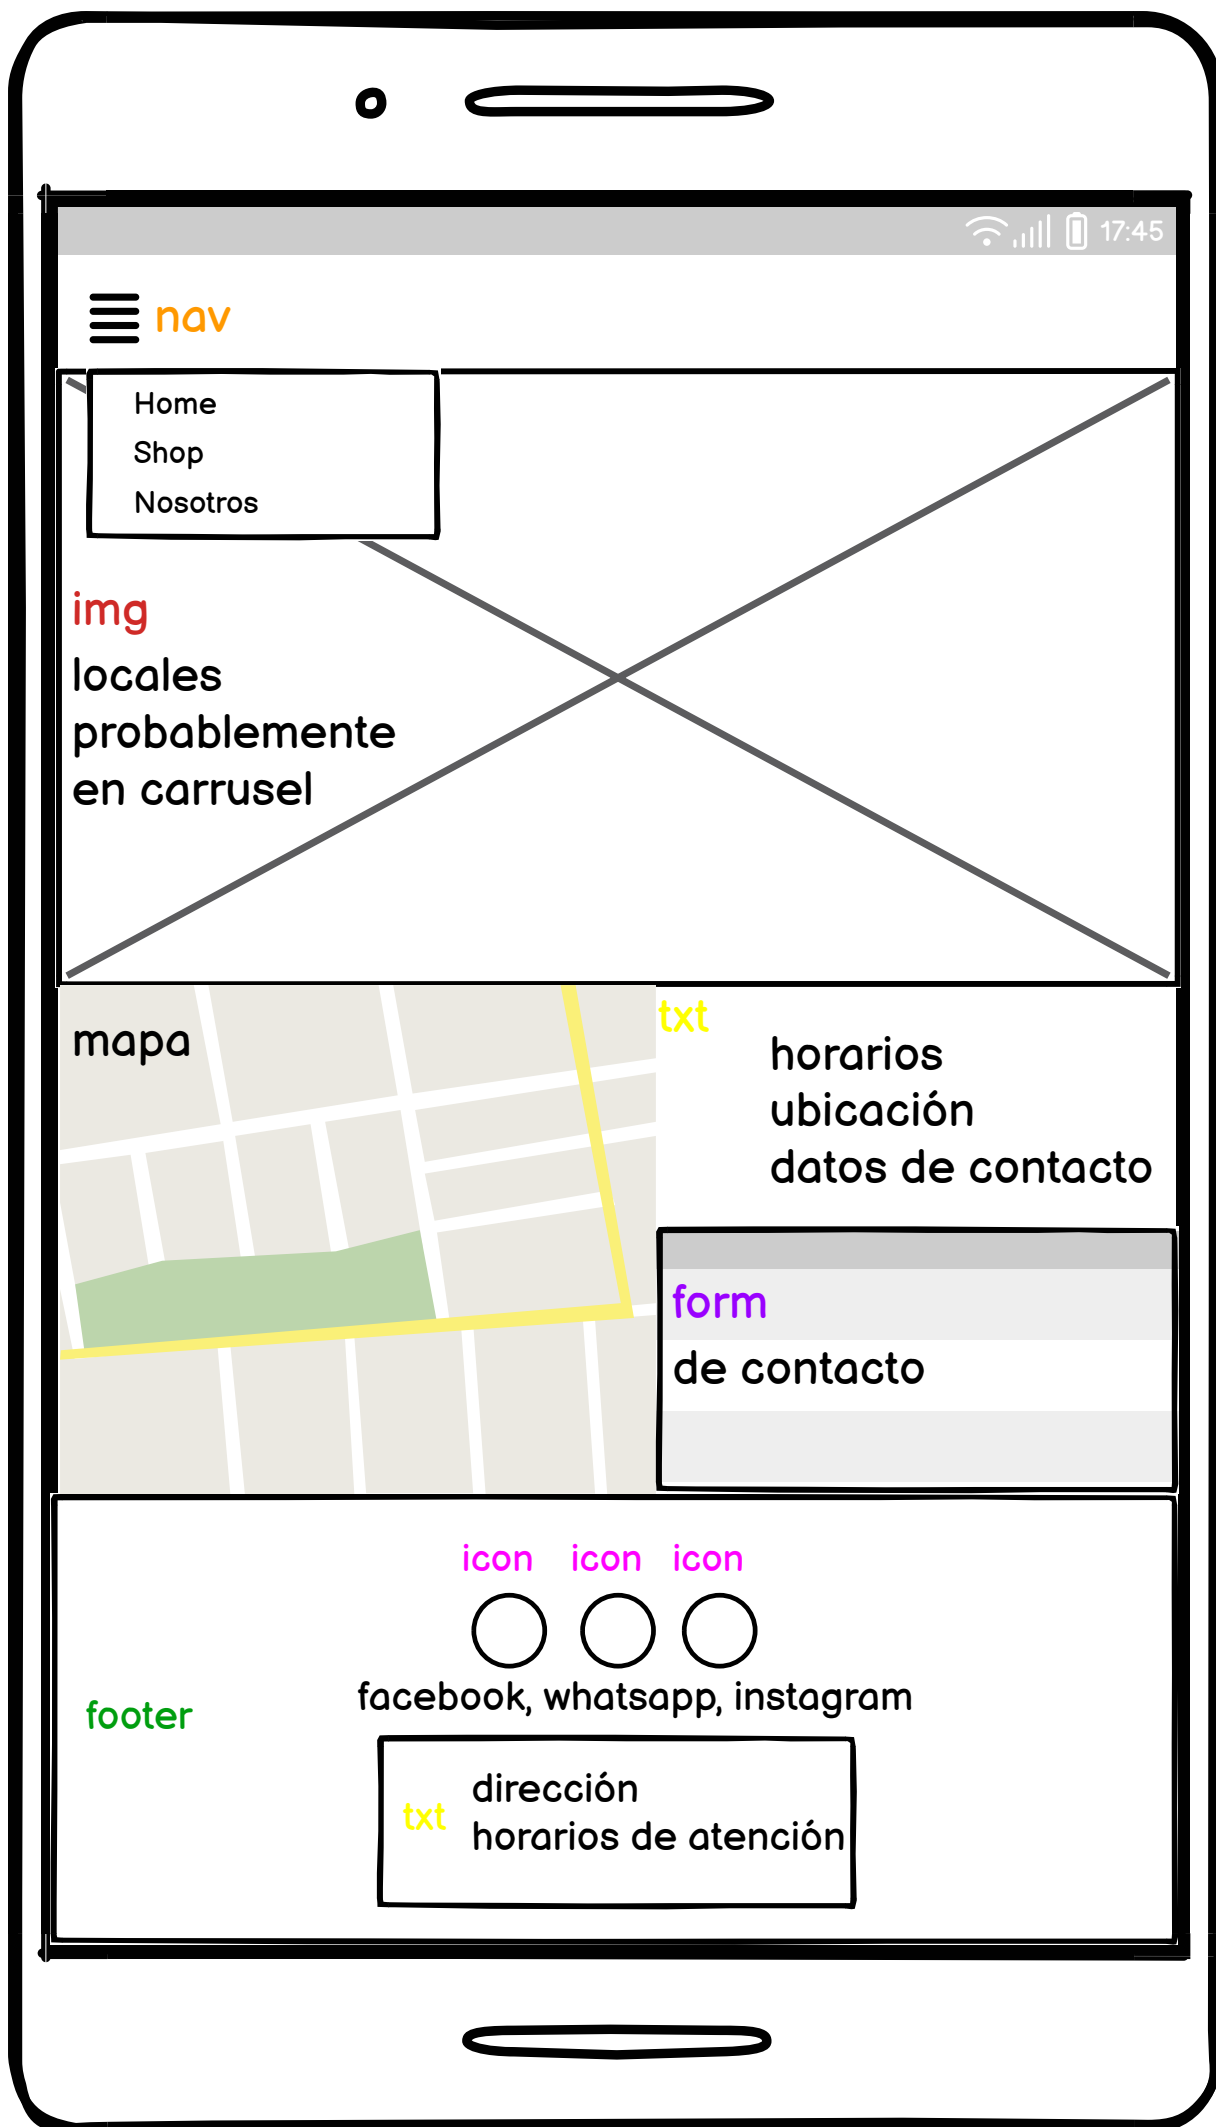 17:45
nav
Home
Shop
Nosotros
img
locales
probablemente
en carrusel
mapa
txt
horarios
ubicación
datos de contacto
form
de contacto
icon icon icon
facebook, whatsapp, instagram
footer
txt
dirección
horarios de atención